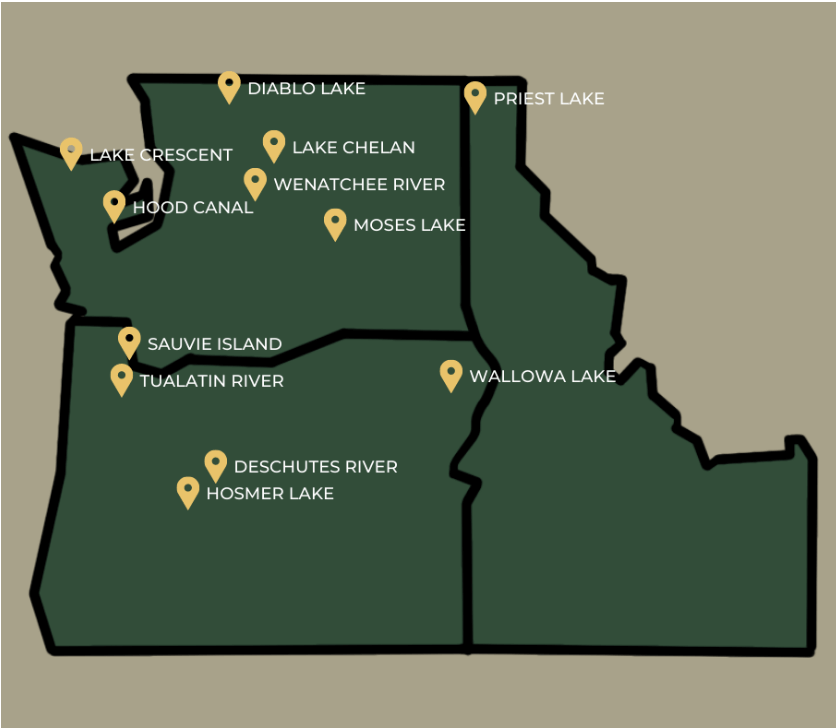 DIABLO LAKE
PRIEST LAKE
LAKE CRESCENT
LAKE CHELAN
WENATCHEE RIVER
HOOD CANAL
MOSES LAKE
SAUVIE ISLAND
TUALATIN RIVER
WALLOWA LAKE
DESCHUTES RIVER
HOSMER LAKE